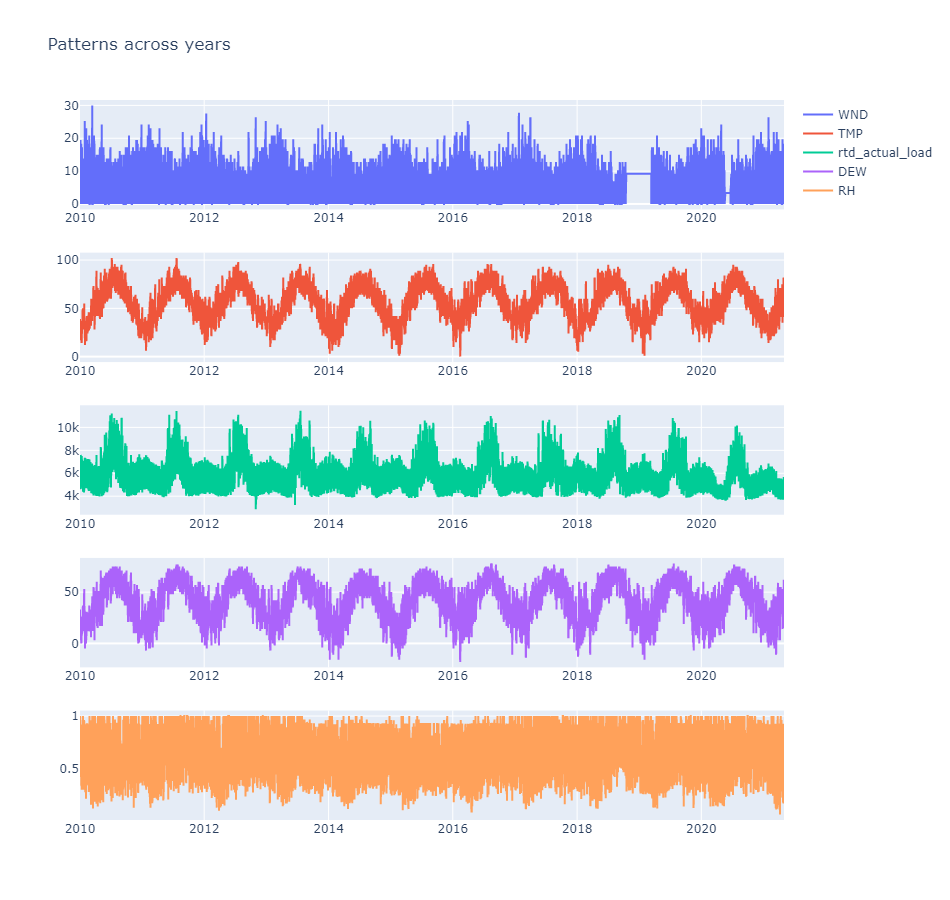 Patterns across years
30
20
10
0
2010 2012 2014 2016 2018 2020
WND
TMP
rtd_actual_load
DEW
RH
100
50
0
2010 2012 2014 2016 2018 2020
10k
8k
6k
4k
2010 2012 2014 2016 2018 2020
50
0
2010 2012 2014 2016 2018 2020
1
0.5
2010 2012 2014 2016 2018 2020